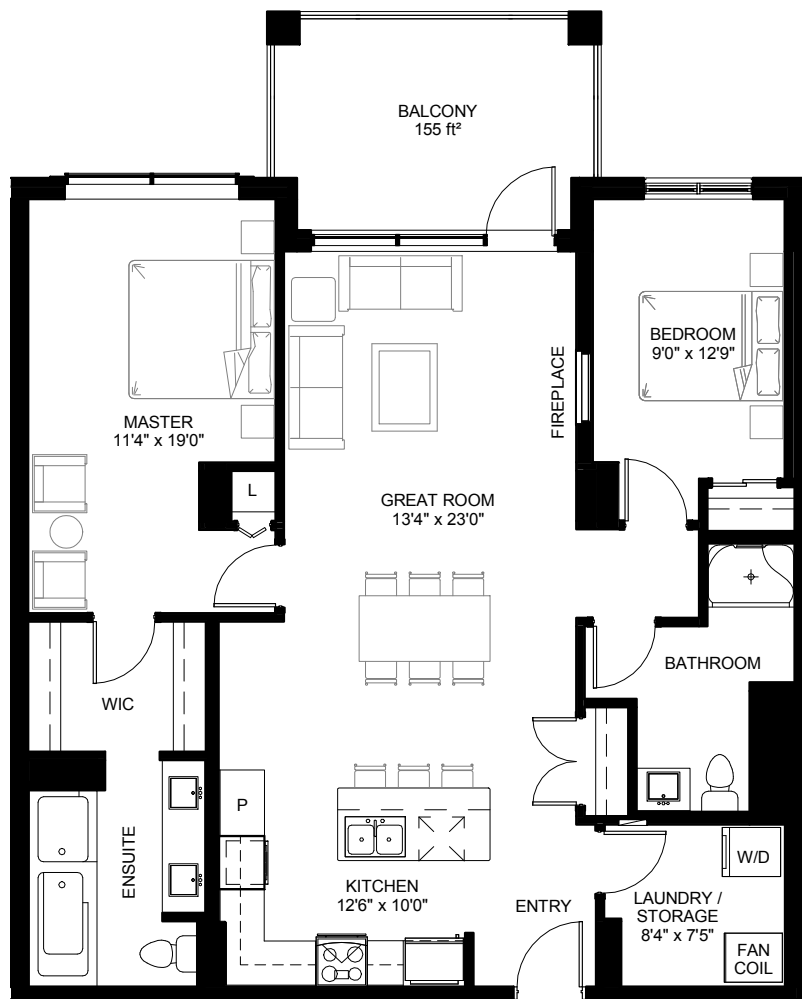 BALCONY
155 ft²
BEDROOM
9'0" x 12'9"
FIREPLACE
MASTER
11'4" x 19'0"
L
GREAT ROOM
13'4" x 23'0"
BATHROOM
WIC
P
ENSUITE
KITCHEN
12'6" x 10'0"
ENTRY
W/D
LAUNDRY /
STORAGE
8'4" x 7'5"
FAN
COIL